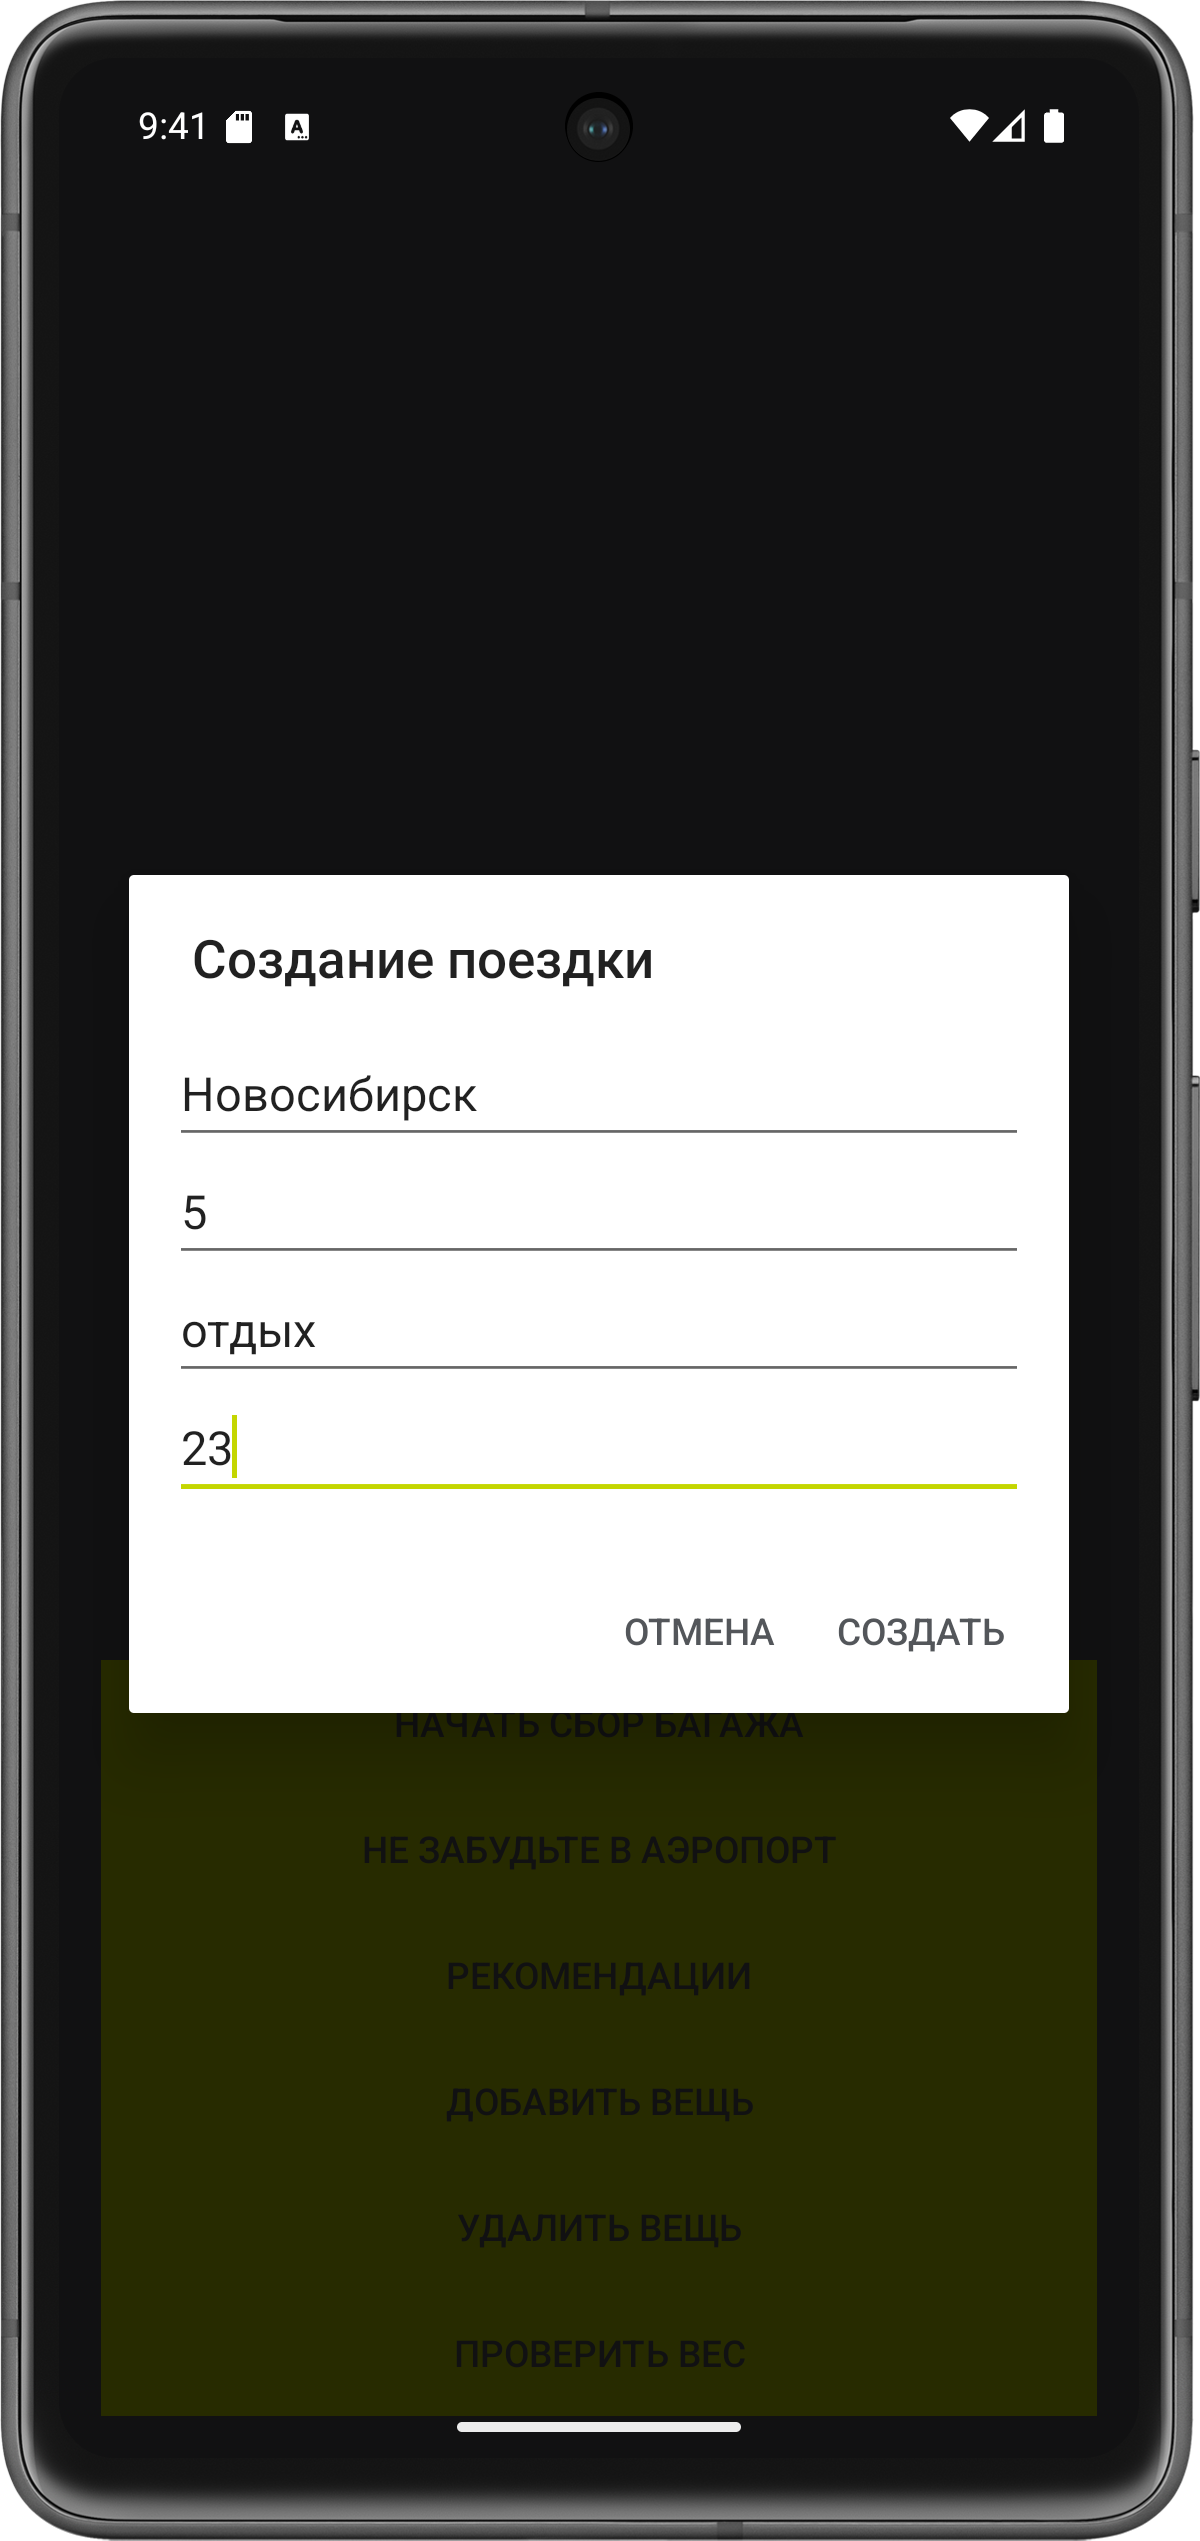 9:41
Создание поездки
Новосибирск
5
отдых
23
ОТМЕНА СОЗДАТЬ
НАЧАТЬ СБОР БАГАЖА
НЕ ЗАБУДЬТЕ В АЭРОПОРТ
РЕКОМЕНДАЦИИ
ДОБАВИТЬ ВЕЩЬ
УДАЛИТЬ ВЕЩЬ
ПРОВЕРИТЬ ВЕС